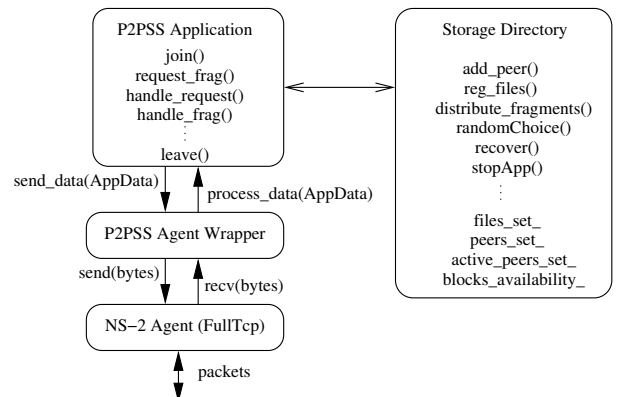 P2PSS Application
join()
request_frag()
handle_request()
handle_frag()
leave()
send_data(AppData)
process_data(AppData)
P2PSS Agent Wrapper
send(bytes)
recv(bytes)
NS−2 Agent (FullTcp)
packets
Storage Directory
add_peer()
reg_files()
distribute_fragments()
randomChoice()
recover()
stopApp()
files_set_
peers_set_
active_peers_set_
blocks_availability_